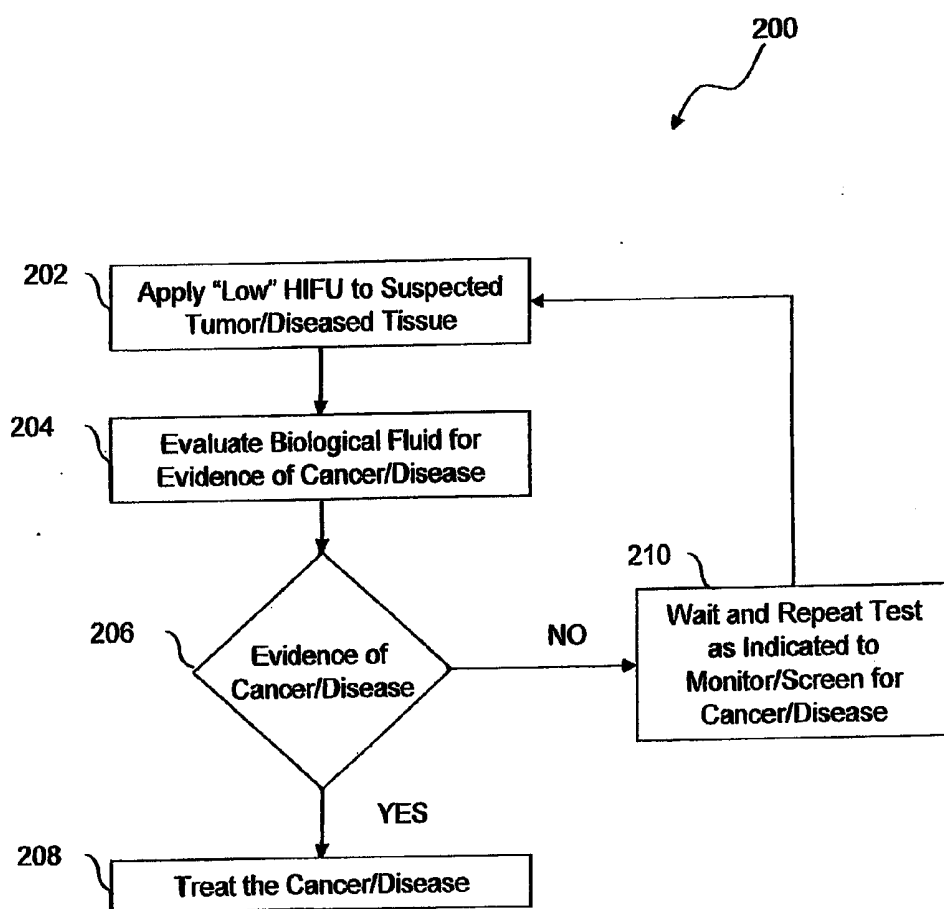 200
202
Apply "Low" HIFU to Suspected
Tumor/Diseased Tissue
204
Evaluate Biological Fluid for
Evidence of Cancer/Disease
206
Evidence of
Cancer/Disease
NO
210
Wait and Repeat Test
as Indicated to
Monitor/Screen for
Cancer/Disease
YES
208
Treat the Cancer/Disease